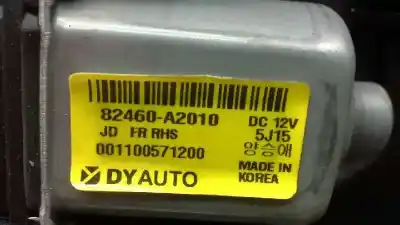 82460-A2010 DC 12V
JD FR RHS 5J15
001100571200 양승애
DYAUTO MADE IN
KOREA